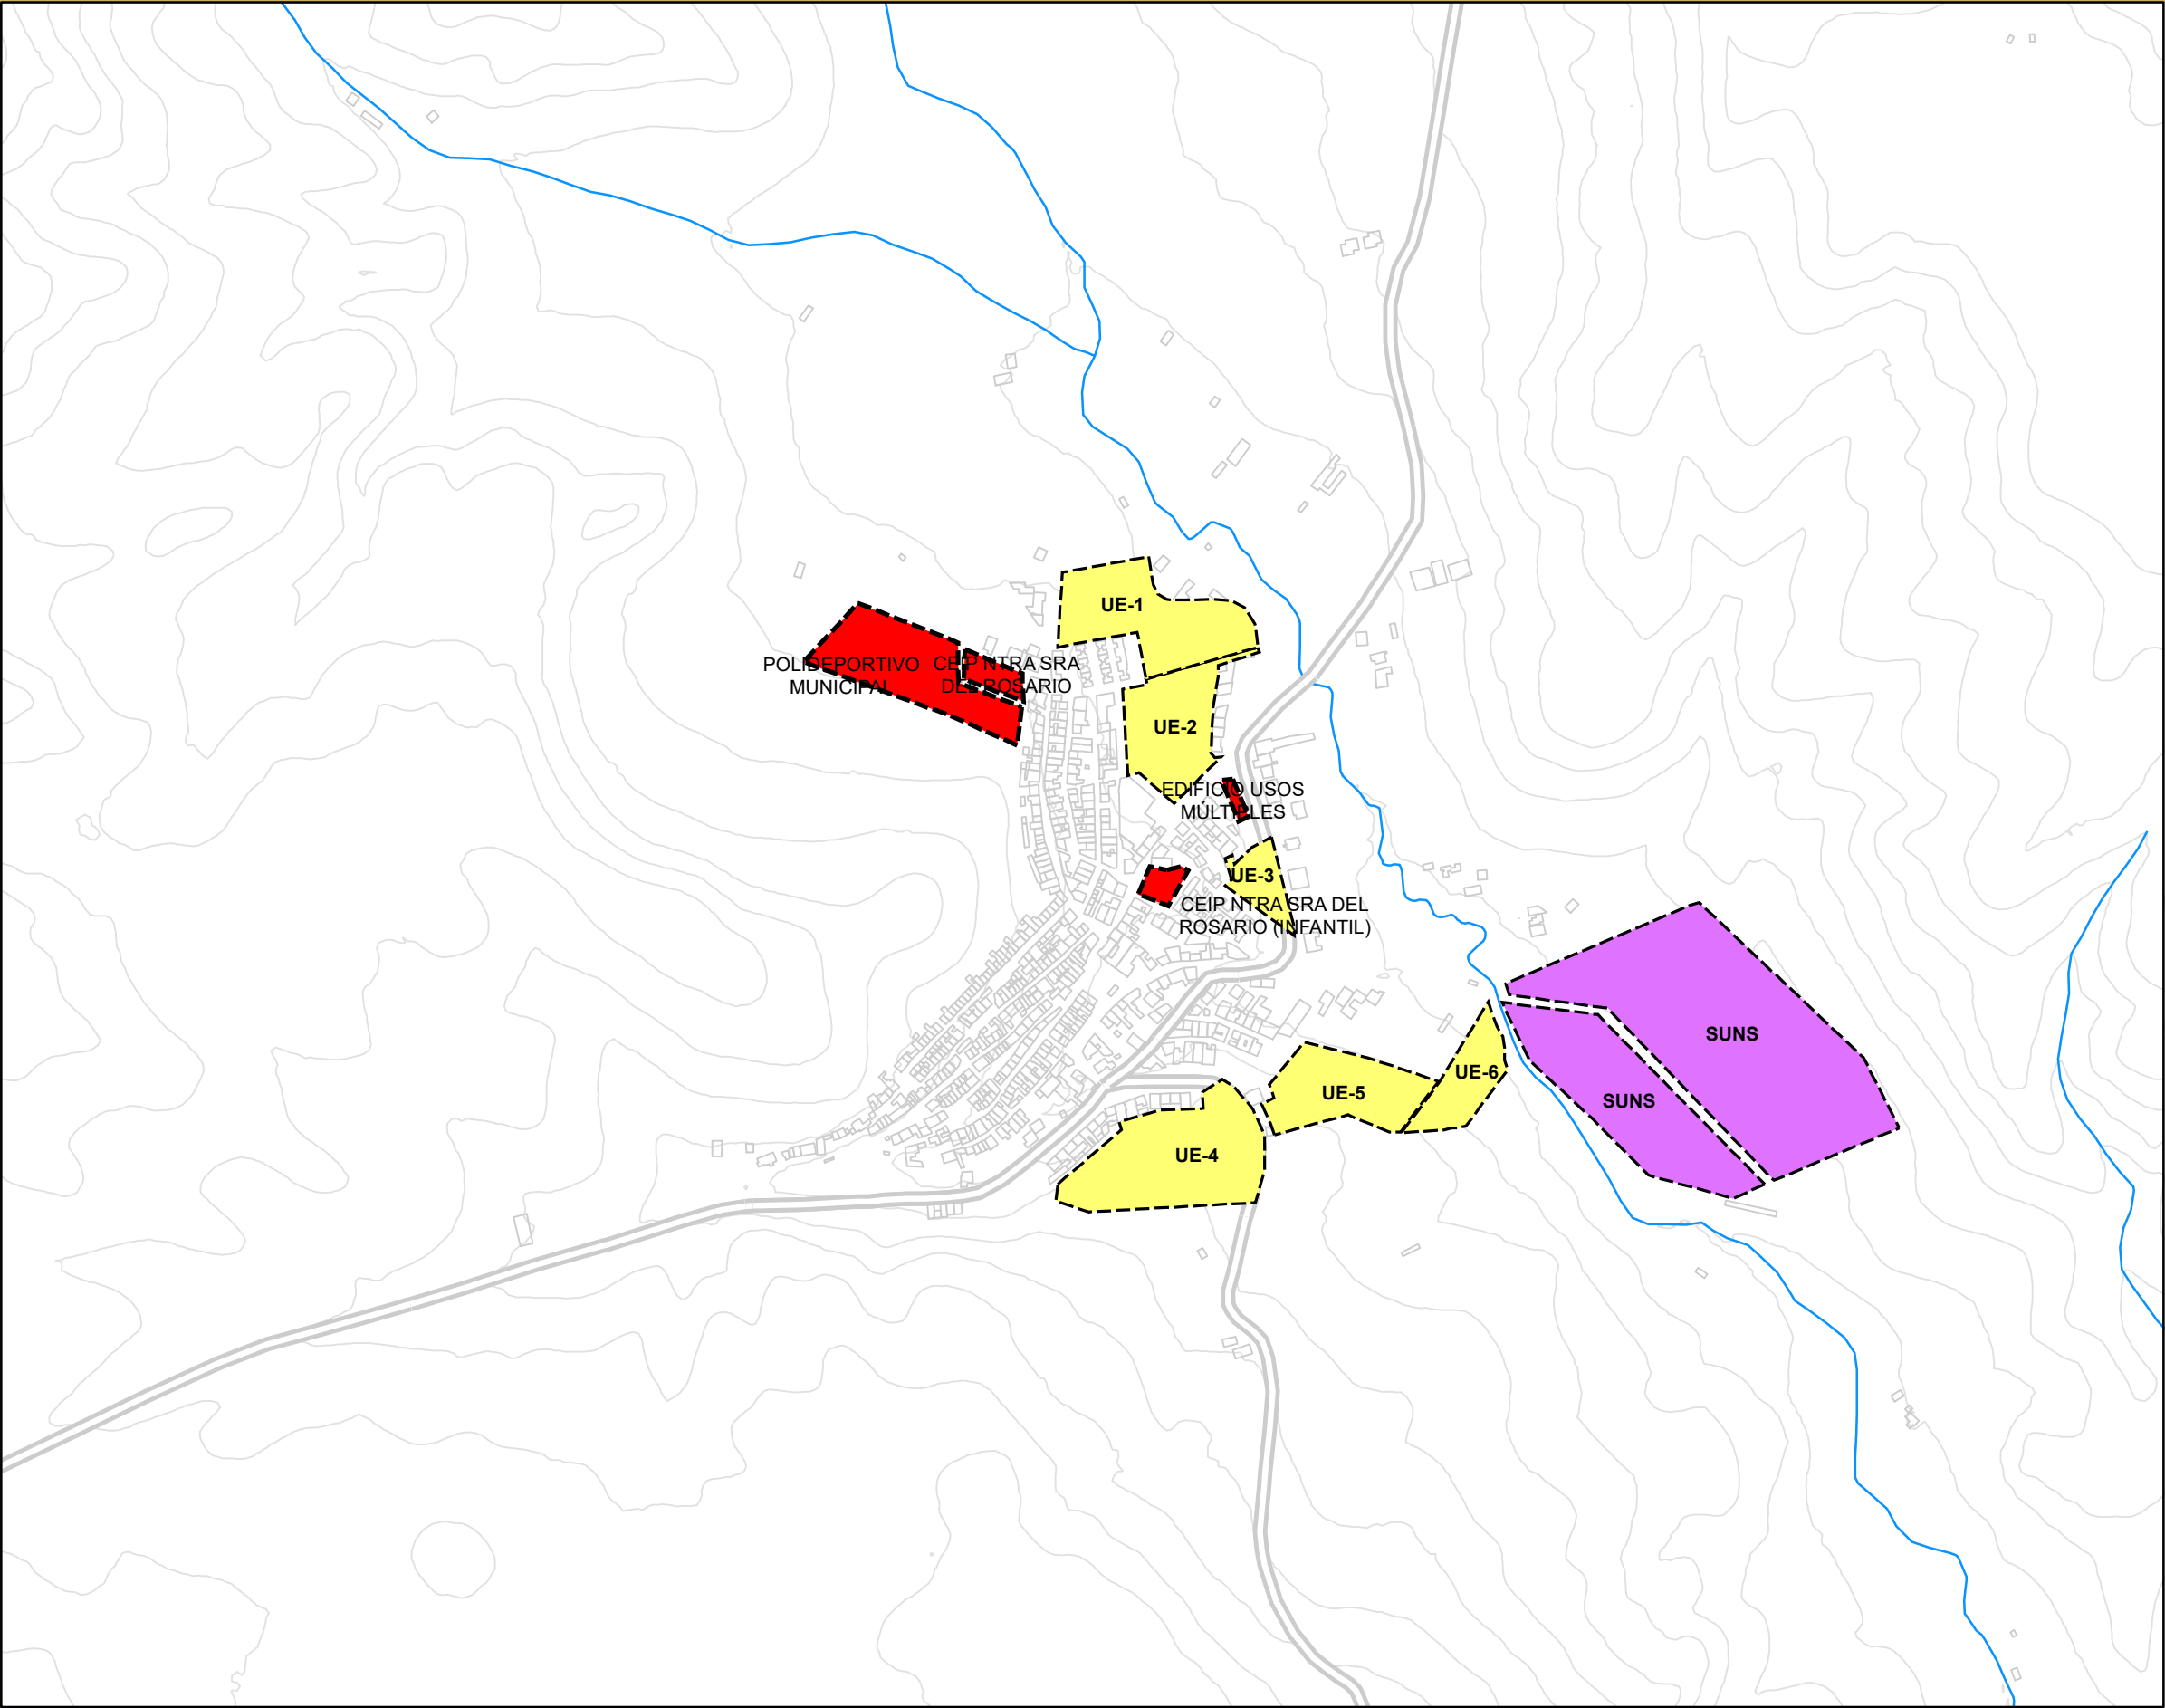 UE-1
POLIDEPORTIVO
MUNICIPAL
CEIP NTRA SRA
DEL ROSARIO
UE-2
EDIFICIO USOS
MÚLTIPLES
UE-3
CEIP NTRA SRA DEL
ROSARIO (INFANTIL)
SUNS
UE-6
UE-5
SUNS
UE-4